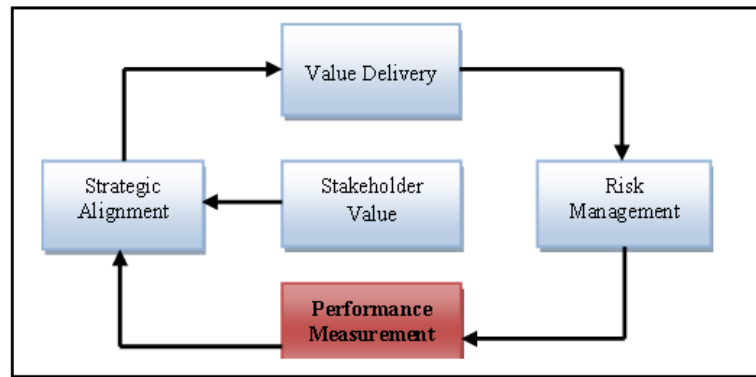 Value Delivery
Strategic
Alignment
Stakeholder
Value
Risk
Management
Performance
Measurement